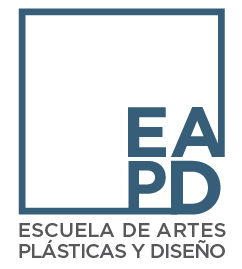 EA
PD
ESCUELA DE ARTES
PLÁSTICAS Y DISEÑO